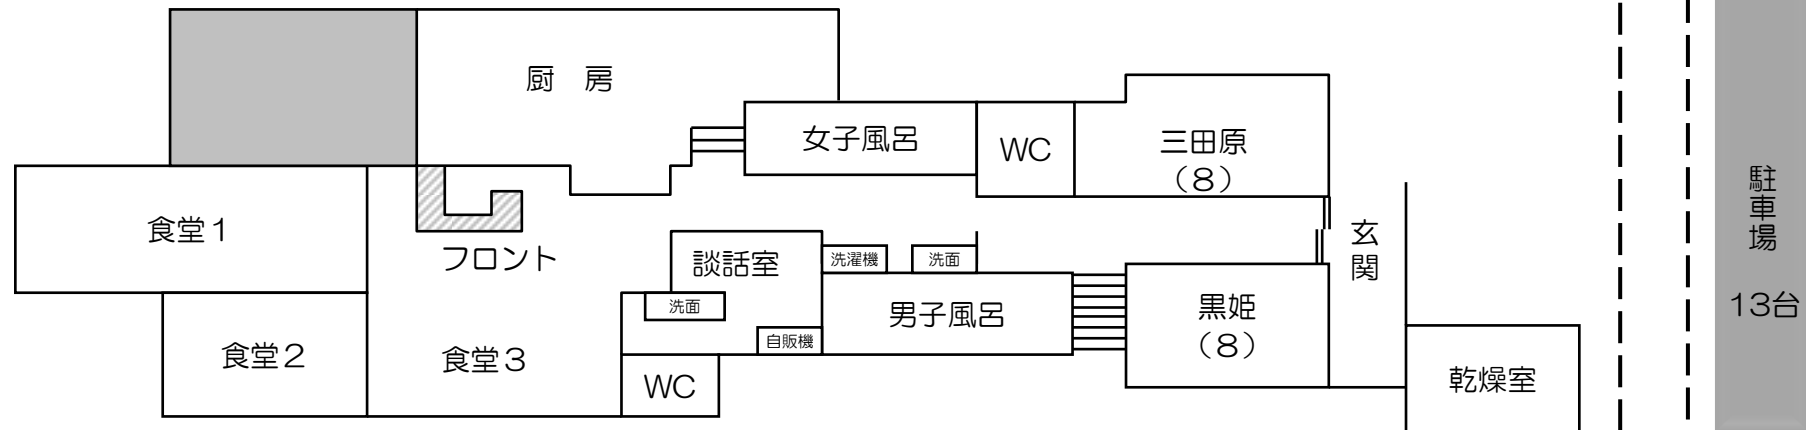 厨　房
女子風呂
WC
三田原
（8）
駐車場　13台
食堂1
フロント
談話室
洗濯機
洗面
玄関
洗面
男子風呂
黒姫
（8）
自販機
食堂2
食堂3
WC
乾燥室